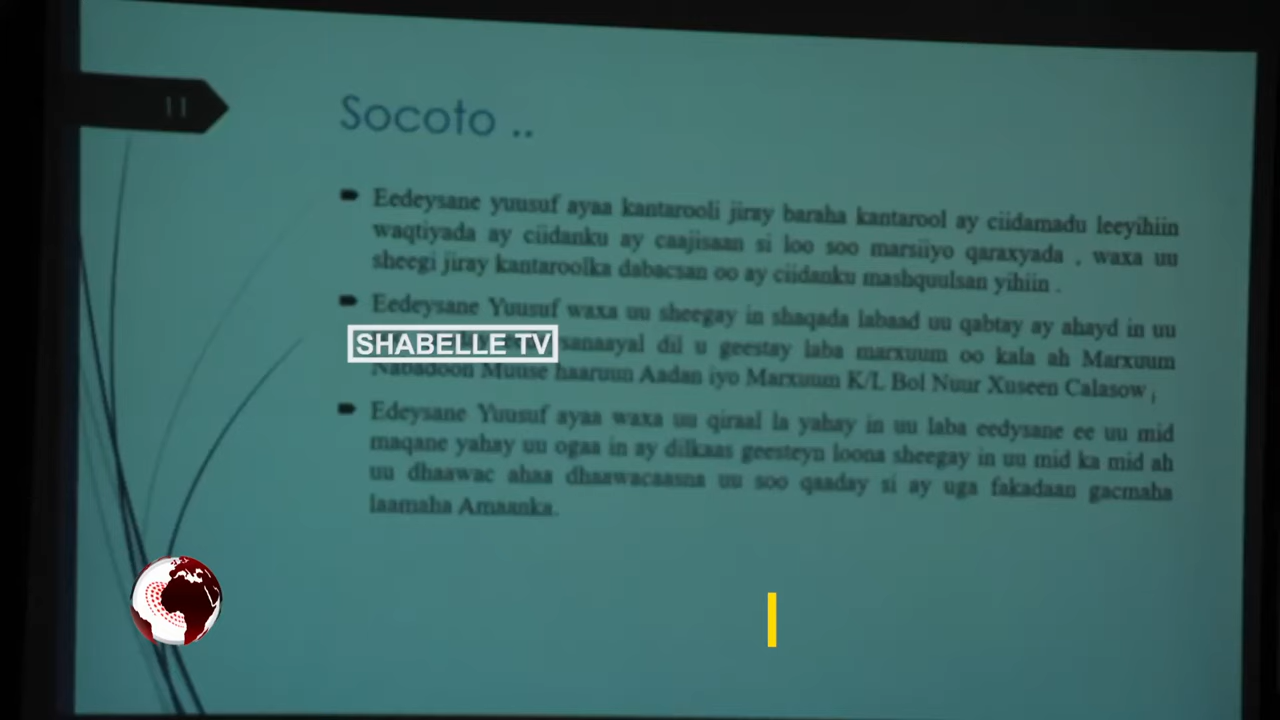 11
Socoto ..
Eedeysane yuusuf ayaa kantarooli jiray baraha kantarool ay ciidamadu leeyihiin
waqtiyada ay ciidanku ay caajisaan si loo soo marsiiyo qaraxyada , waxa uu
sheegi jiray kantaroolka dabacsan oo ay ciidanku mashquulsan yihiin .
Eedeysane Yuusuf waxa uu sheegay in shaqada labaad uu qabtay ay ahayd in uu
SHABELLE TV
dil u geestay laba marxuum oo kala ah Marxuum
Nabadoon Muuse haaruun Aadan iyo Marxuum K/L Bol Nuur Xuseen Calasow
Edeysane Yuusuf ayaa waxa uu qiraal la yahay in uu laba eedysane ee uu mid
maqane yahay uu ogaa in ay dilkaas geesteyn loona sheegay in uu mid ka mid ah
uu dhaawac ahaa dhaawacaasna uu soo qaaday si ay uga fakadaan gacmaha
laamaha Amaanka.